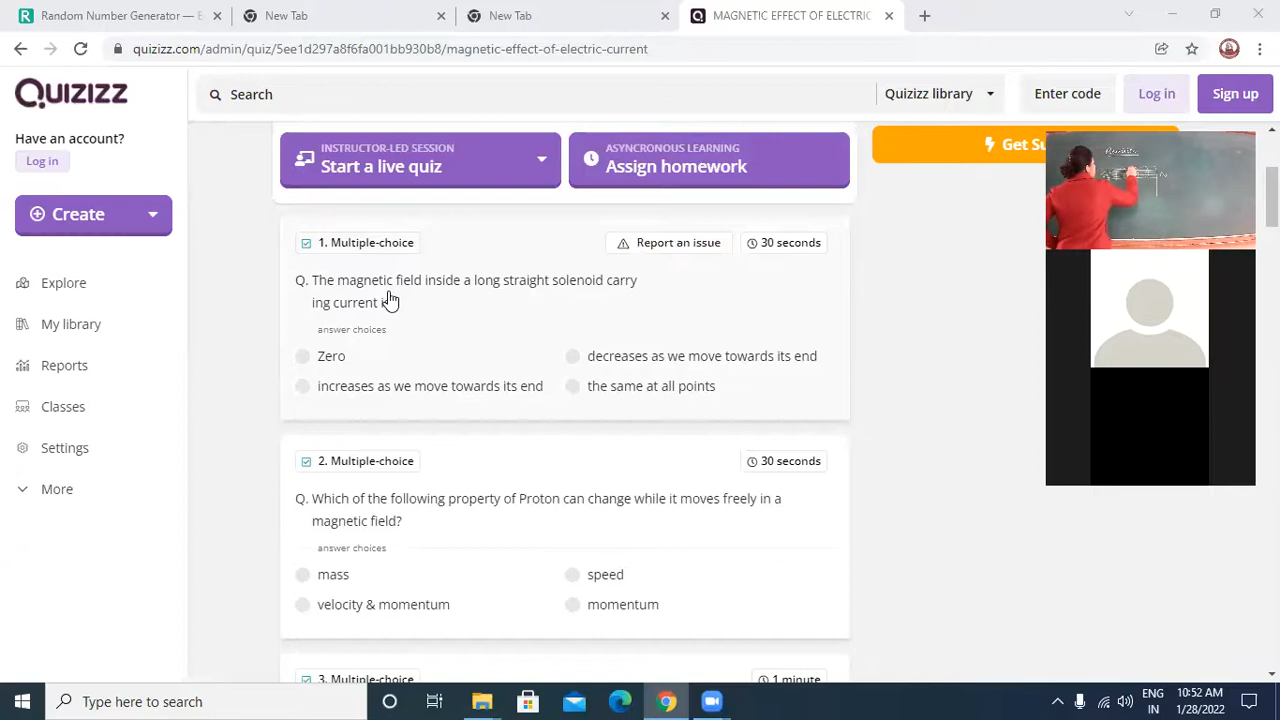 Random Number Generator — E
New Tab
New Tab
MAGNETIC EFFECT OF ELECTRIC
quizizz.com/admin/quiz/5ee1d297a8f6fa001bb930b8/magnetic-effect-of-electric-current
Quizizz
Search
Quizizz library
Enter code
Log in
Sign up
Have an account?
Log in
Create
Explore
My library
Reports
Classes
Settings
More
INSTRUCTOR-LED SESSION
Start a live quiz
ASYNCRONOUS LEARNING
Assign homework
Get Su
1. Multiple-choice
Report an issue
30 seconds
Q. The magnetic field inside a long straight solenoid carry
ing current
answer choices
Zero
decreases as we move towards its end
increases as we move towards its end
the same at all points
2. Multiple-choice
30 seconds
Q. Which of the following property of Proton can change while it moves freely in a
magnetic field?
answer choices
mass
speed
velocity & momentum
momentum
3. Multiple-choice
1 minute
Type here to search
ENG
IN
10:52 AM
1/28/2022